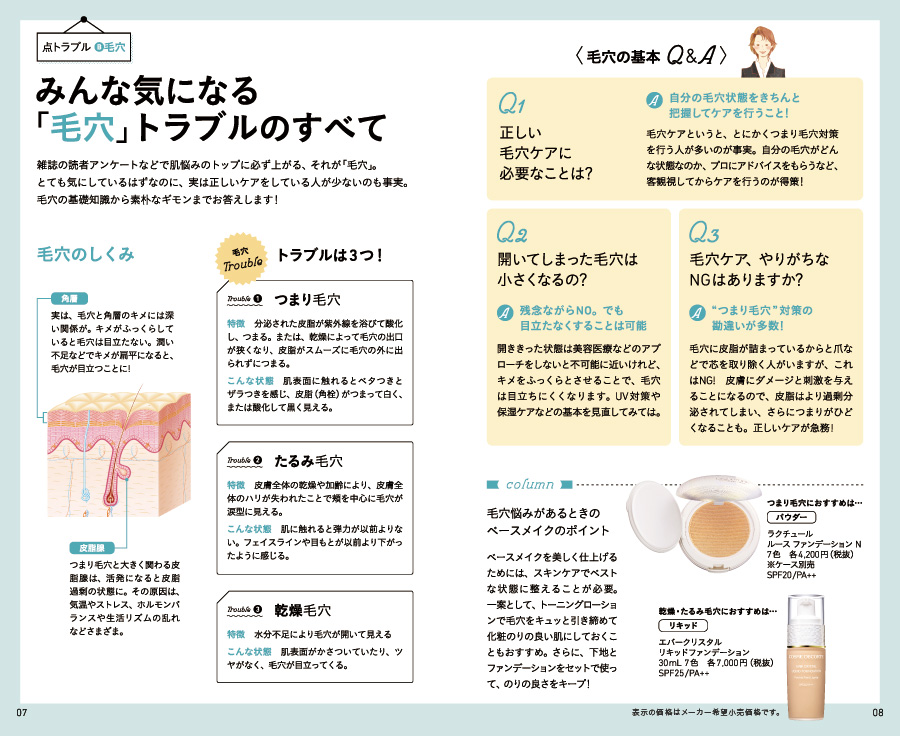 点トラブル ❶毛穴
みんな気になる
「毛穴」トラブルのすべて
雑誌の読者アンケートなどで肌悩みのトップに必ず上がる、それが「毛穴」。
とても気にしているはずなのに、実は正しいケアをしている人が少ないのも事実。
毛穴の基礎知識から素朴なギモンまでお答えします！
毛穴のしくみ
角層
実は、毛穴と角層のキメには深
い関係が。キメがふっくらして
いると毛穴は目立たない。潤い
不足などでキメが扁平になると、
毛穴が目立つことに！
皮脂腺
つまり毛穴と大きく関わる皮
脂腺は、活発になると皮脂
過剰の状態に。その原因は、
気温やストレス、ホルモンバ
ランスや生活リズムの乱れ
などさまざま。
毛穴
Trouble
トラブルは3つ！
Trouble ❶ つまり毛穴
特徴 分泌された皮脂が紫外線を浴びて酸化
し、つまる。または、乾燥によって毛穴の出口
が狭くなり、皮脂がスムーズに毛穴の外に出
られずにつまる。
こんな状態 肌表面に触れるとベタつきと
ザラつきを感じ、皮脂（角栓）がつまって白く、
または酸化して黒く見える。
Trouble ❷ たるみ毛穴
特徴 皮膚全体の乾燥や加齢により、皮膚全
体のハリが失われたことで頬を中心に毛穴が
涙型に見える。
こんな状態 肌に触れると弾力が以前よりな
い。フェイスラインや目もとが以前より下がっ
たように感じる。
Trouble ❸ 乾燥毛穴
特徴 水分不足により毛穴が開いて見える
こんな状態 肌表面がかさついていたり、ツ
ヤがなく、毛穴が目立ってくる。
07
〈毛穴の基本 Q&A〉
Q1
正しい
毛穴ケアに
必要なことは？
A 自分の毛穴状態をきちんと
把握してケアを行うこと！
毛穴ケアというと、とにかくつまり毛穴対策
を行う人が多いのが事実。自分の毛穴がどん
な状態なのか、プロにアドバイスをもらうなど、
客観視してからケアを行うのが得策！
Q2
開いてしまった毛穴は
小さくなるの？
A 残念ながらNO。でも
目立たなくすることは可能
開ききった状態は美容医療などのアプ
ローチをしないと不可能に近いけれど、
キメをふっくらとさせることで、毛穴
は目立ちにくくなります。UV対策や
保湿ケアなどの基本を見直してみては。
Q3
毛穴ケア、やりがちな
NGはありますか？
A “つまり毛穴”対策の
勘違いが多数！
毛穴に皮脂が詰まっているからと爪な
どで芯を取り除く人がいますが、これ
はNG！ 皮膚にダメージと刺激を与え
ることになるので、皮脂はより過剰分
泌されてしまい、さらにつまりがひど
くなることも。正しいケアが急務！
column
毛穴悩みがあるときの
ベースメイクのポイント
ベースメイクを美しく仕上げる
ためには、スキンケアでベスト
な状態に整えることが必要。
一案として、トーニングローショ
ンで毛穴をキュッと引き締めて
化粧のりの良い肌にしておくこ
ともおすすめ。さらに、下地と
ファンデーションをセットで使っ
て、のりの良さをキープ！
つまり毛穴におすすめは…
パウダー
ラクチュール
ルース ファンデーション N
7色 各4,200円（税抜）
※ケース別売
SPF20/PA++
乾燥・たるみ毛穴におすすめは…
リキッド
エバークリスタル
リキッドファンデーション
30mL 7色 各7,000円（税抜）
SPF25/PA++
表示の価格はメーカー希望小売価格です。
08